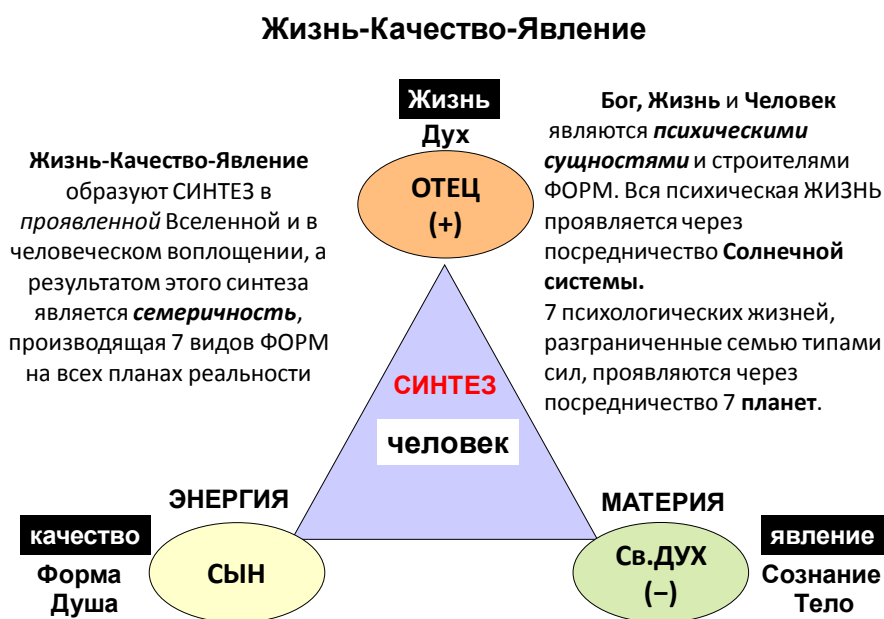 Жизнь-Качество-Явление
Жизнь
Дух
ОТЕЦ
(+)
Жизнь-Качество-Явление
образуют СИНТЕЗ в
проявленной Вселенной и в
человеческом воплощении, а
результатом этого синтеза
является семеричность,
производящая 7 видов ФОРМ
на всех планах реальности
Бог, Жизнь и Человек
являются психическими
сущностями и строителями
ФОРМ. Вся психическая ЖИЗНЬ
проявляется через
посредничество Солнечной
системы.
7 психологических жизней,
разграниченные семью типами
сил, проявляются через
посредничество 7 планет.
СИНТЕЗ
человек
ЭНЕРГИЯ
качество
Форма
Душа
СЫН
МАТЕРИЯ
Св.ДУХ
(−)
явление
Сознание
Тело